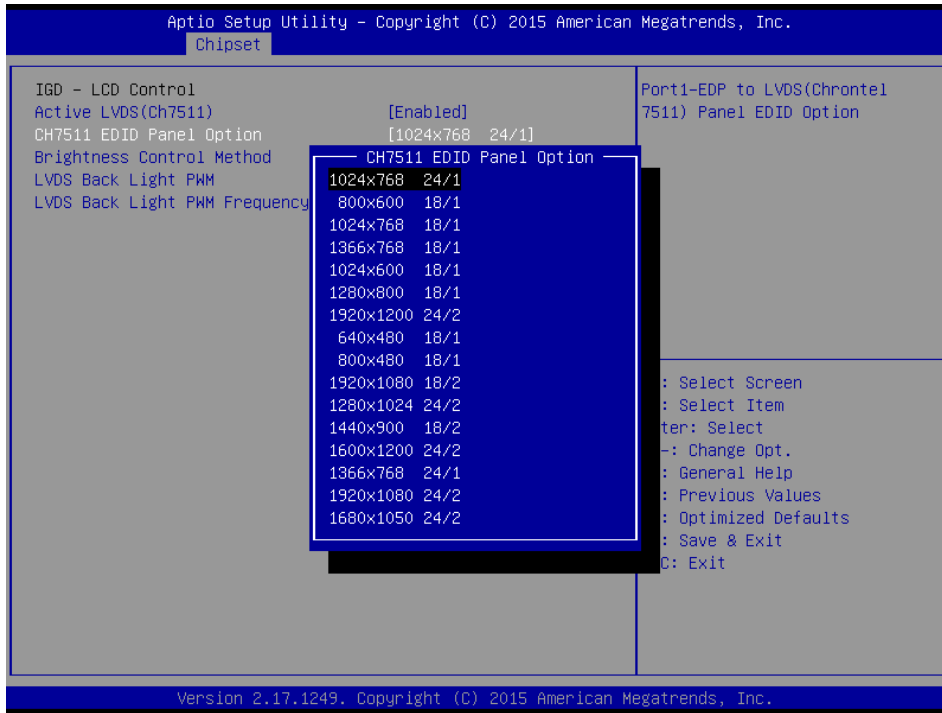 Aptio Setup Utility – Copyright (C) 2015 American Megatrends, Inc.
Chipset
IGD – LCD Control
Active LVDS(Ch7511) [Enabled]
CH7511 EDID Panel Option [1024x768 24/1]
Brightness Control Method
LVDS Back Light PWM
LVDS Back Light PWM Frequency
CH7511 EDID Panel Option
1024x768 24/1
800x600 18/1
1024x768 18/1
1366x768 18/1
1024x600 18/1
1280x800 18/1
1920x1200 24/2
640x480 18/1
800x480 18/1
1920x1080 18/2
1280x1024 24/2
1440x900 18/2
1600x1200 24/2
1366x768 24/1
1920x1080 24/2
1680x1050 24/2
Port1-EDP to LVDS(Chrontel
7511) Panel EDID Option
: Select Screen
: Select Item
ter: Select
–: Change Opt.
: General Help
: Previous Values
: Optimized Defaults
: Save & Exit
C: Exit
Version 2.17.1249. Copyright (C) 2015 American Megatrends, Inc.